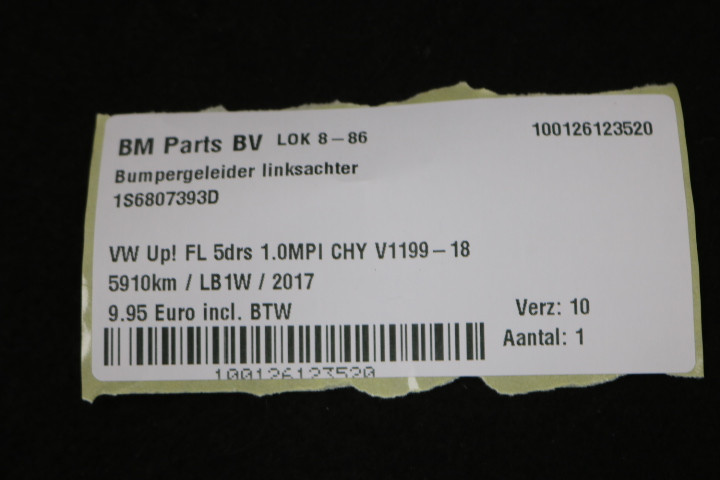 BM Parts BV LOK 8-86 100126123520
Bumpergeleider linksachter
1S6807393D
VW Up! FL 5drs 1.0MPI CHY V1199-18
5910km / LB1W / 2017
9.95 Euro incl. BTW Verz: 10
Aantal: 1
100126123520